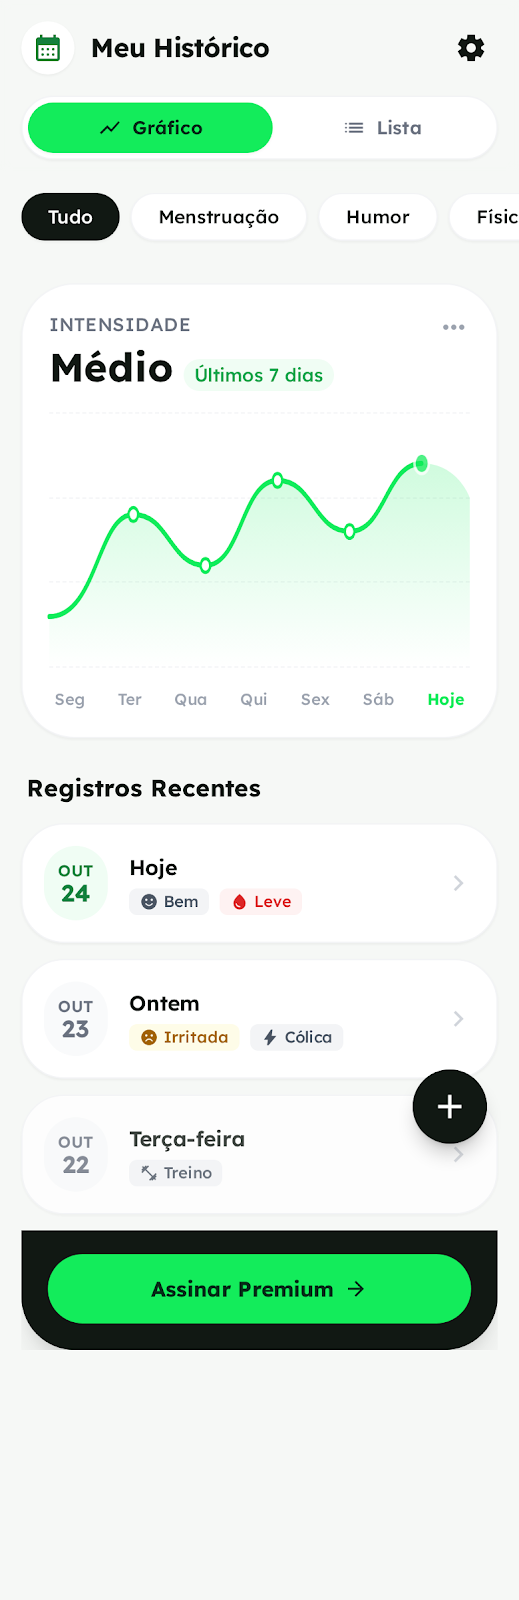 Meu Histórico
Gráfico Lista
Tudo Menstruação Humor Físic
INTENSIDADE
Médio Últimos 7 dias
Seg Ter Qua Qui Sex Sáb Hoje
Registros Recentes
OUT
24
Hoje
Bem Leve
OUT
23
Ontem
Irritada Cólica
OUT
22
Terça-feira
Treino
Assinar Premium →